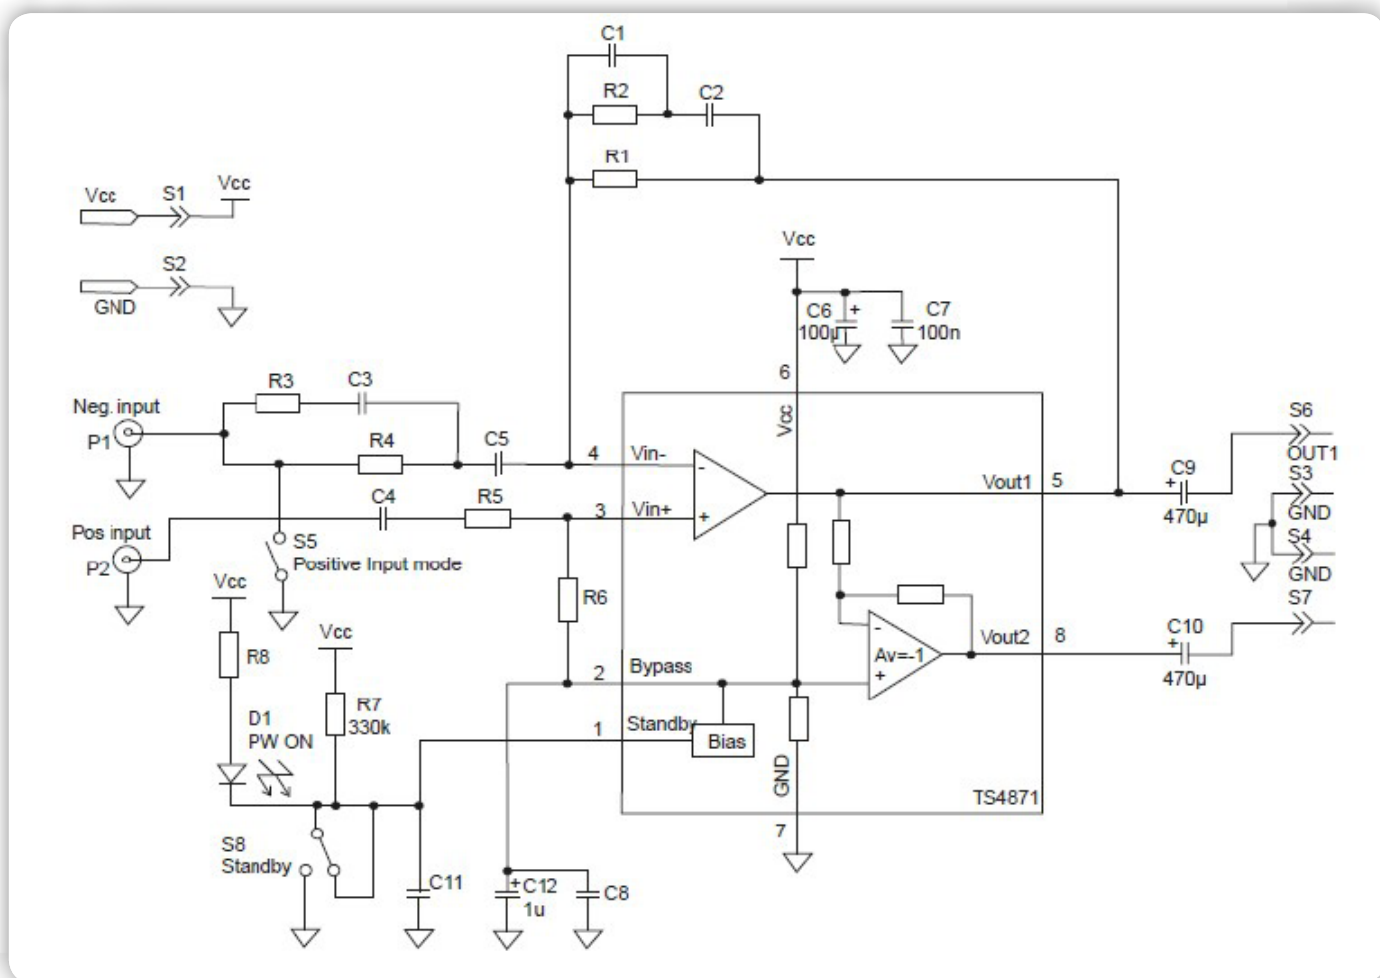 C1
R2
C2
R1
Vcc
S1
Vcc
S2
GND
Vcc
C6
+
100µ
C7
100n
6
Vcc
R3
C3
Neg. input
P1
R4
C5
4
Vin-
-
S6
OUT1
C4
R5
3
Vin+
+
Vout1
5
C9
+
470µ
S3
GND
S4
GND
Pos input
P2
S5
Positive Input mode
Vcc
R6
S7
R8
Vcc
-
Av=-1
+
Vout2
8
C10
+
470µ
2
Bypass
R7
330k
D1
PW ON
1
Standby
Bias
GND
TS4871
7
S8
Standby
C11
+
C12
1u
C8